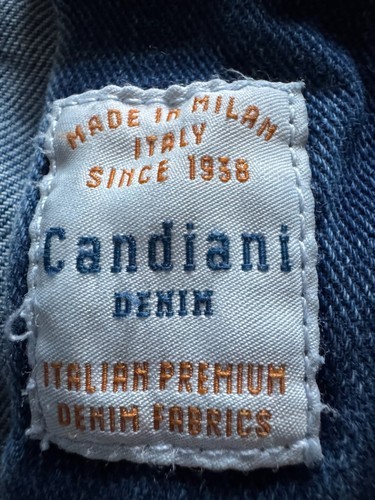 MADE IN MILAN
ITALY
SINCE 1938
Candiani
DENIM
ITALIAN PREMIUM
DENIM FABRICS